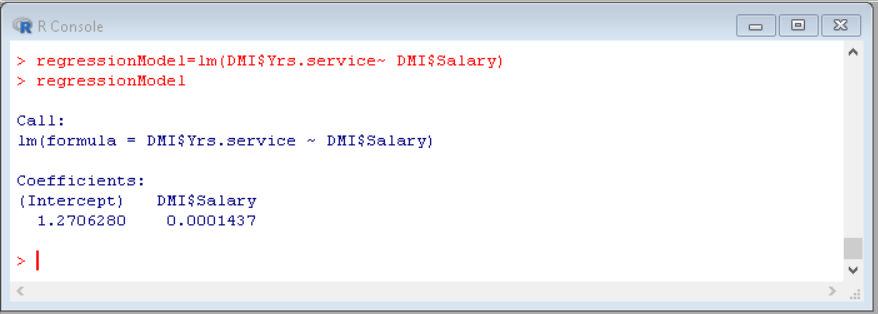 R Console
> regressionModel=lm(DMI$Yrs.service~ DMI$Salary)
> regressionModel
Call:
lm(formula = DMI$Yrs.service ~ DMI$Salary)
Coefficients:
(Intercept)   DMI$Salary
1.2706280    0.0001437
>